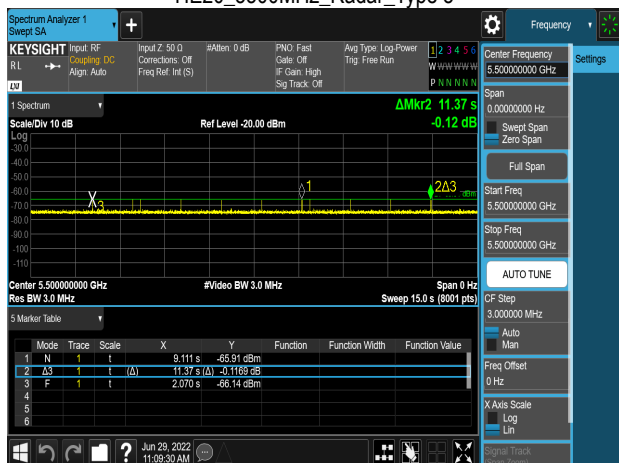 HE20_5500MHz_Radar_Type 5
Spectrum Analyzer 1
Swept SA
Frequency
KEYSIGHT
RL
LXI
Input: RF
Coupling: DC
Align: Auto
Input Z: 50 Ω
Corrections: Off
Freq Ref: Int (S)
#Atten: 0 dB
PNO: Fast
Gate: Off
IF Gain: High
Sig Track: Off
Avg Type: Log-Power
Trig: Free Run
1 2 3 4 5 6
W W W W W W
P N N N N N
1 Spectrum
ΔMkr2 11.37 s
-0.12 dB
Scale/Div 10 dB
Ref Level -20.00 dBm
Log
-30.0
-40.0
-50.0
-60.0
-70.0
-80.0
-90.0
-100
-110
X3
1
2Δ3
dBm
Center 5.500000000 GHz
#Video BW 3.0 MHz
Span 0 Hz
Res BW 3.0 MHz
Sweep 15.0 s (8001 pts)
5 Marker Table
Mode Trace Scale X Y Function Function Width Function Value
1 N 1 t 9.111 s -65.91 dBm
2 Δ3 1 t (Δ) 11.37 s (Δ) -0.1169 dB
3 F 1 t 2.070 s -66.14 dBm
4
5
6
?
Jun 29, 2022
11:09:30 AM
Center Frequency
5.500000000 GHz
Settings
Span
0.00000000 Hz
Swept Span
Zero Span
Full Span
Start Freq
5.500000000 GHz
Stop Freq
5.500000000 GHz
AUTO TUNE
CF Step
3.000000 MHz
Auto
Man
Freq Offset
0 Hz
X Axis Scale
Log
Lin
Signal Track
(Span Zoom)